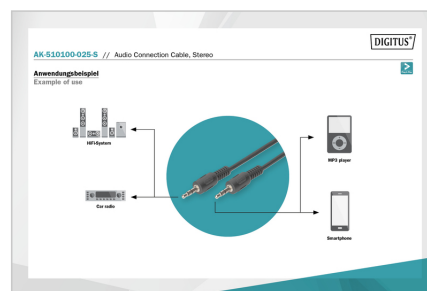 DIGITUS®
AK-510100-025-S // Audio Connection Cable, Stereo
Anwendungsbeispiel
Example of use
HiFi-System
MP3 player
Car radio
Smartphone